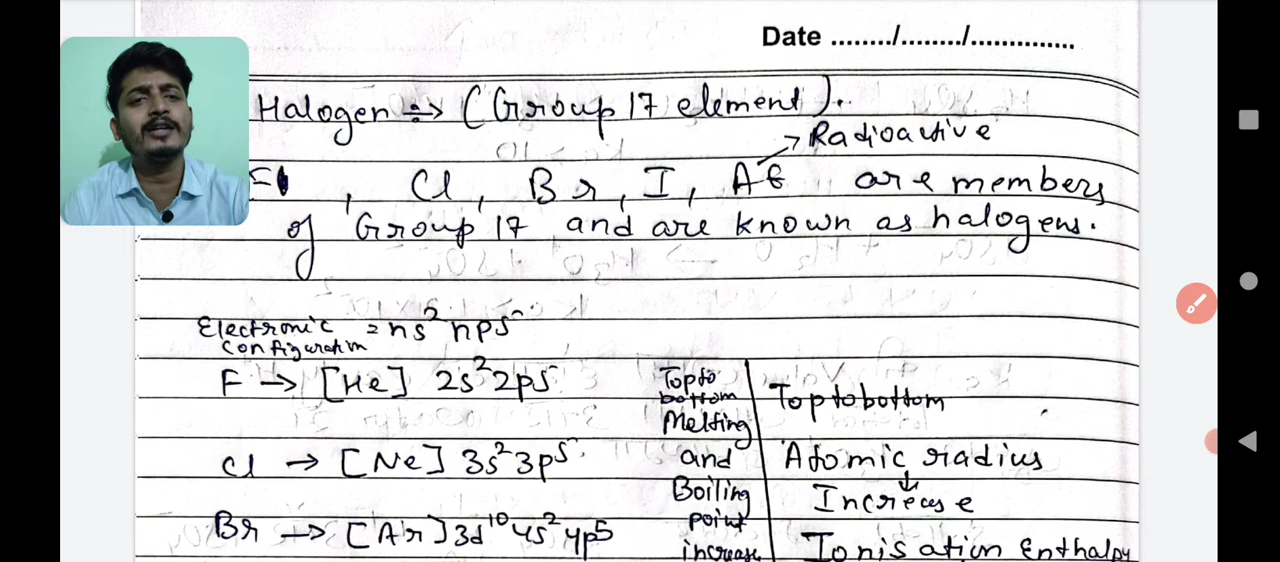 Date ......../......../..............
Halogen ÷> (Group 17 element).
→ Radioactive
, Cl, Br, I, At are members
of Group 17 and are known as halogens.
Electronic configuration = ns² np⁵
F → [He] 2s² 2p⁵
Cl → [Ne] 3s² 3p⁵
Br → [Ar] 3d¹⁰ 4s² 4p⁵
Top to
bottom
Melting
and
Boiling
point
increase
Top to bottom
Atomic radius
↓
Increase
Ionisation Enthalpy